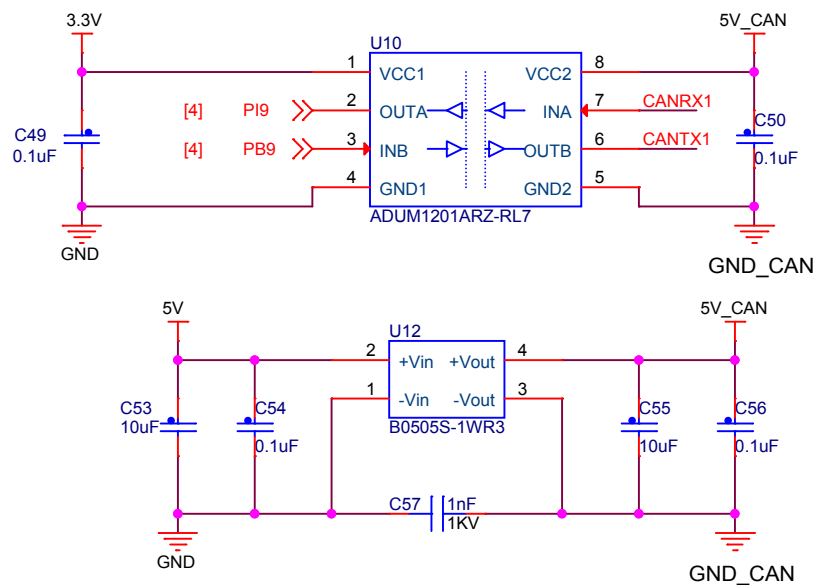 3.3V
5V_CAN
U10
1 VCC1 VCC2 8
[4] PI9 2 OUTA INA 7 CANRX1
C49 0.1uF
[4] PB9 3 INB OUTB 6 CANTX1
C50 0.1uF
4 GND1 GND2 5
ADUM1201ARZ-RL7
GND
GND_CAN
5V
5V_CAN
U12
2 +Vin +Vout 4
1 -Vin -Vout 3
B0505S-1WR3
C53 10uF
C54 0.1uF
C55 10uF
C56 0.1uF
C57 1nF
1KV
GND
GND_CAN